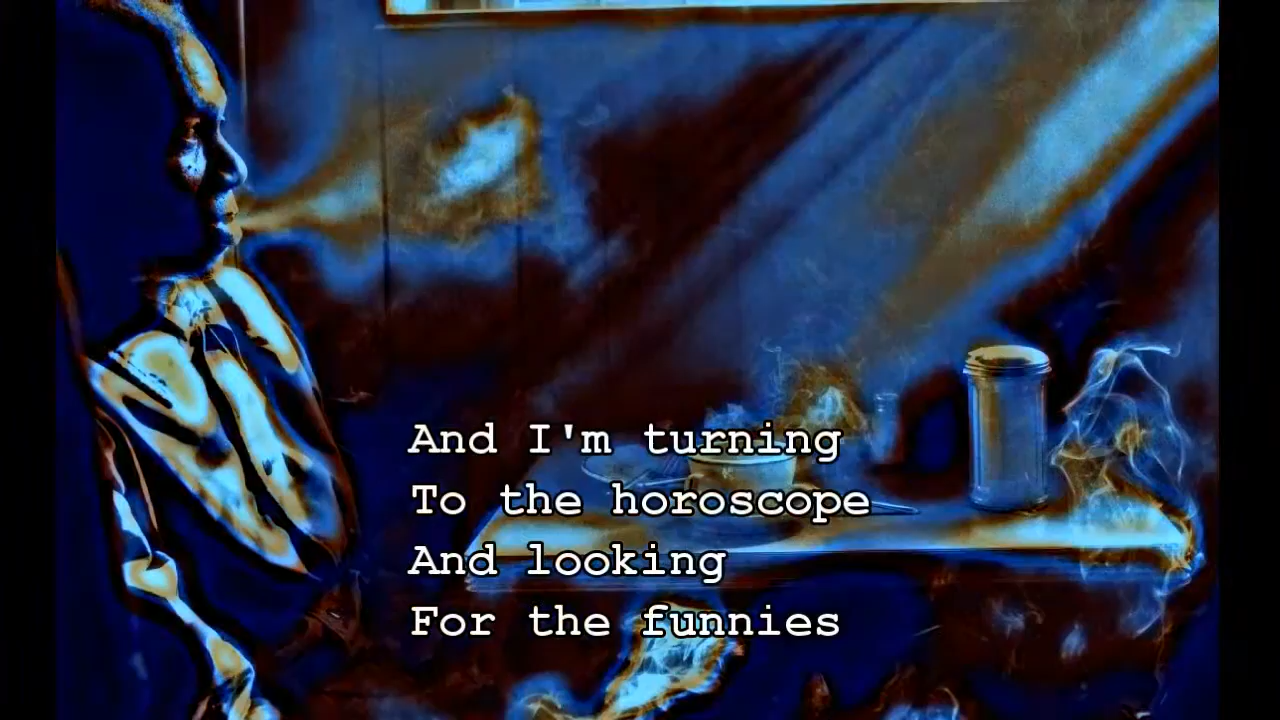 And I'm turning
To the horoscope
And looking
For the funnies